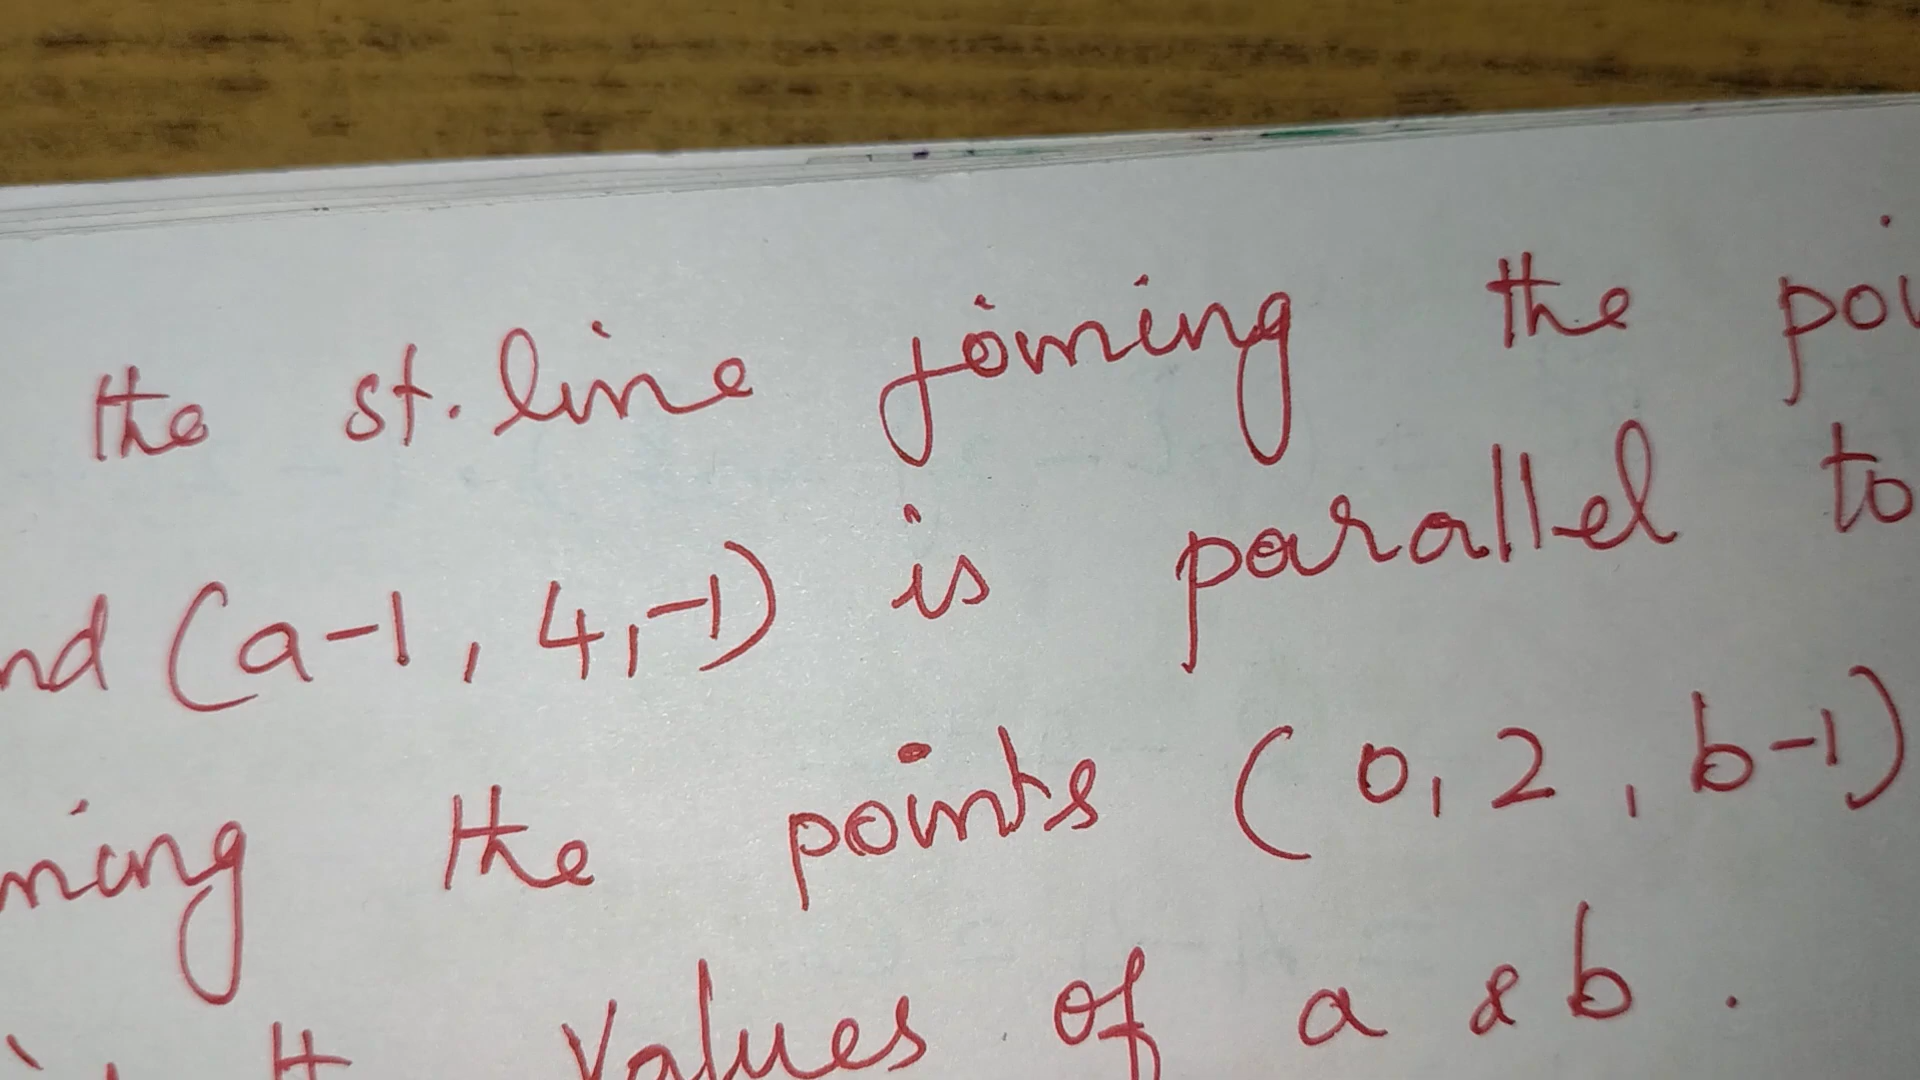 the st. line joining the poi
nd (a-1, 4, -1) is parallel to
ning the points (0, 2, b-1)
values of a & b.